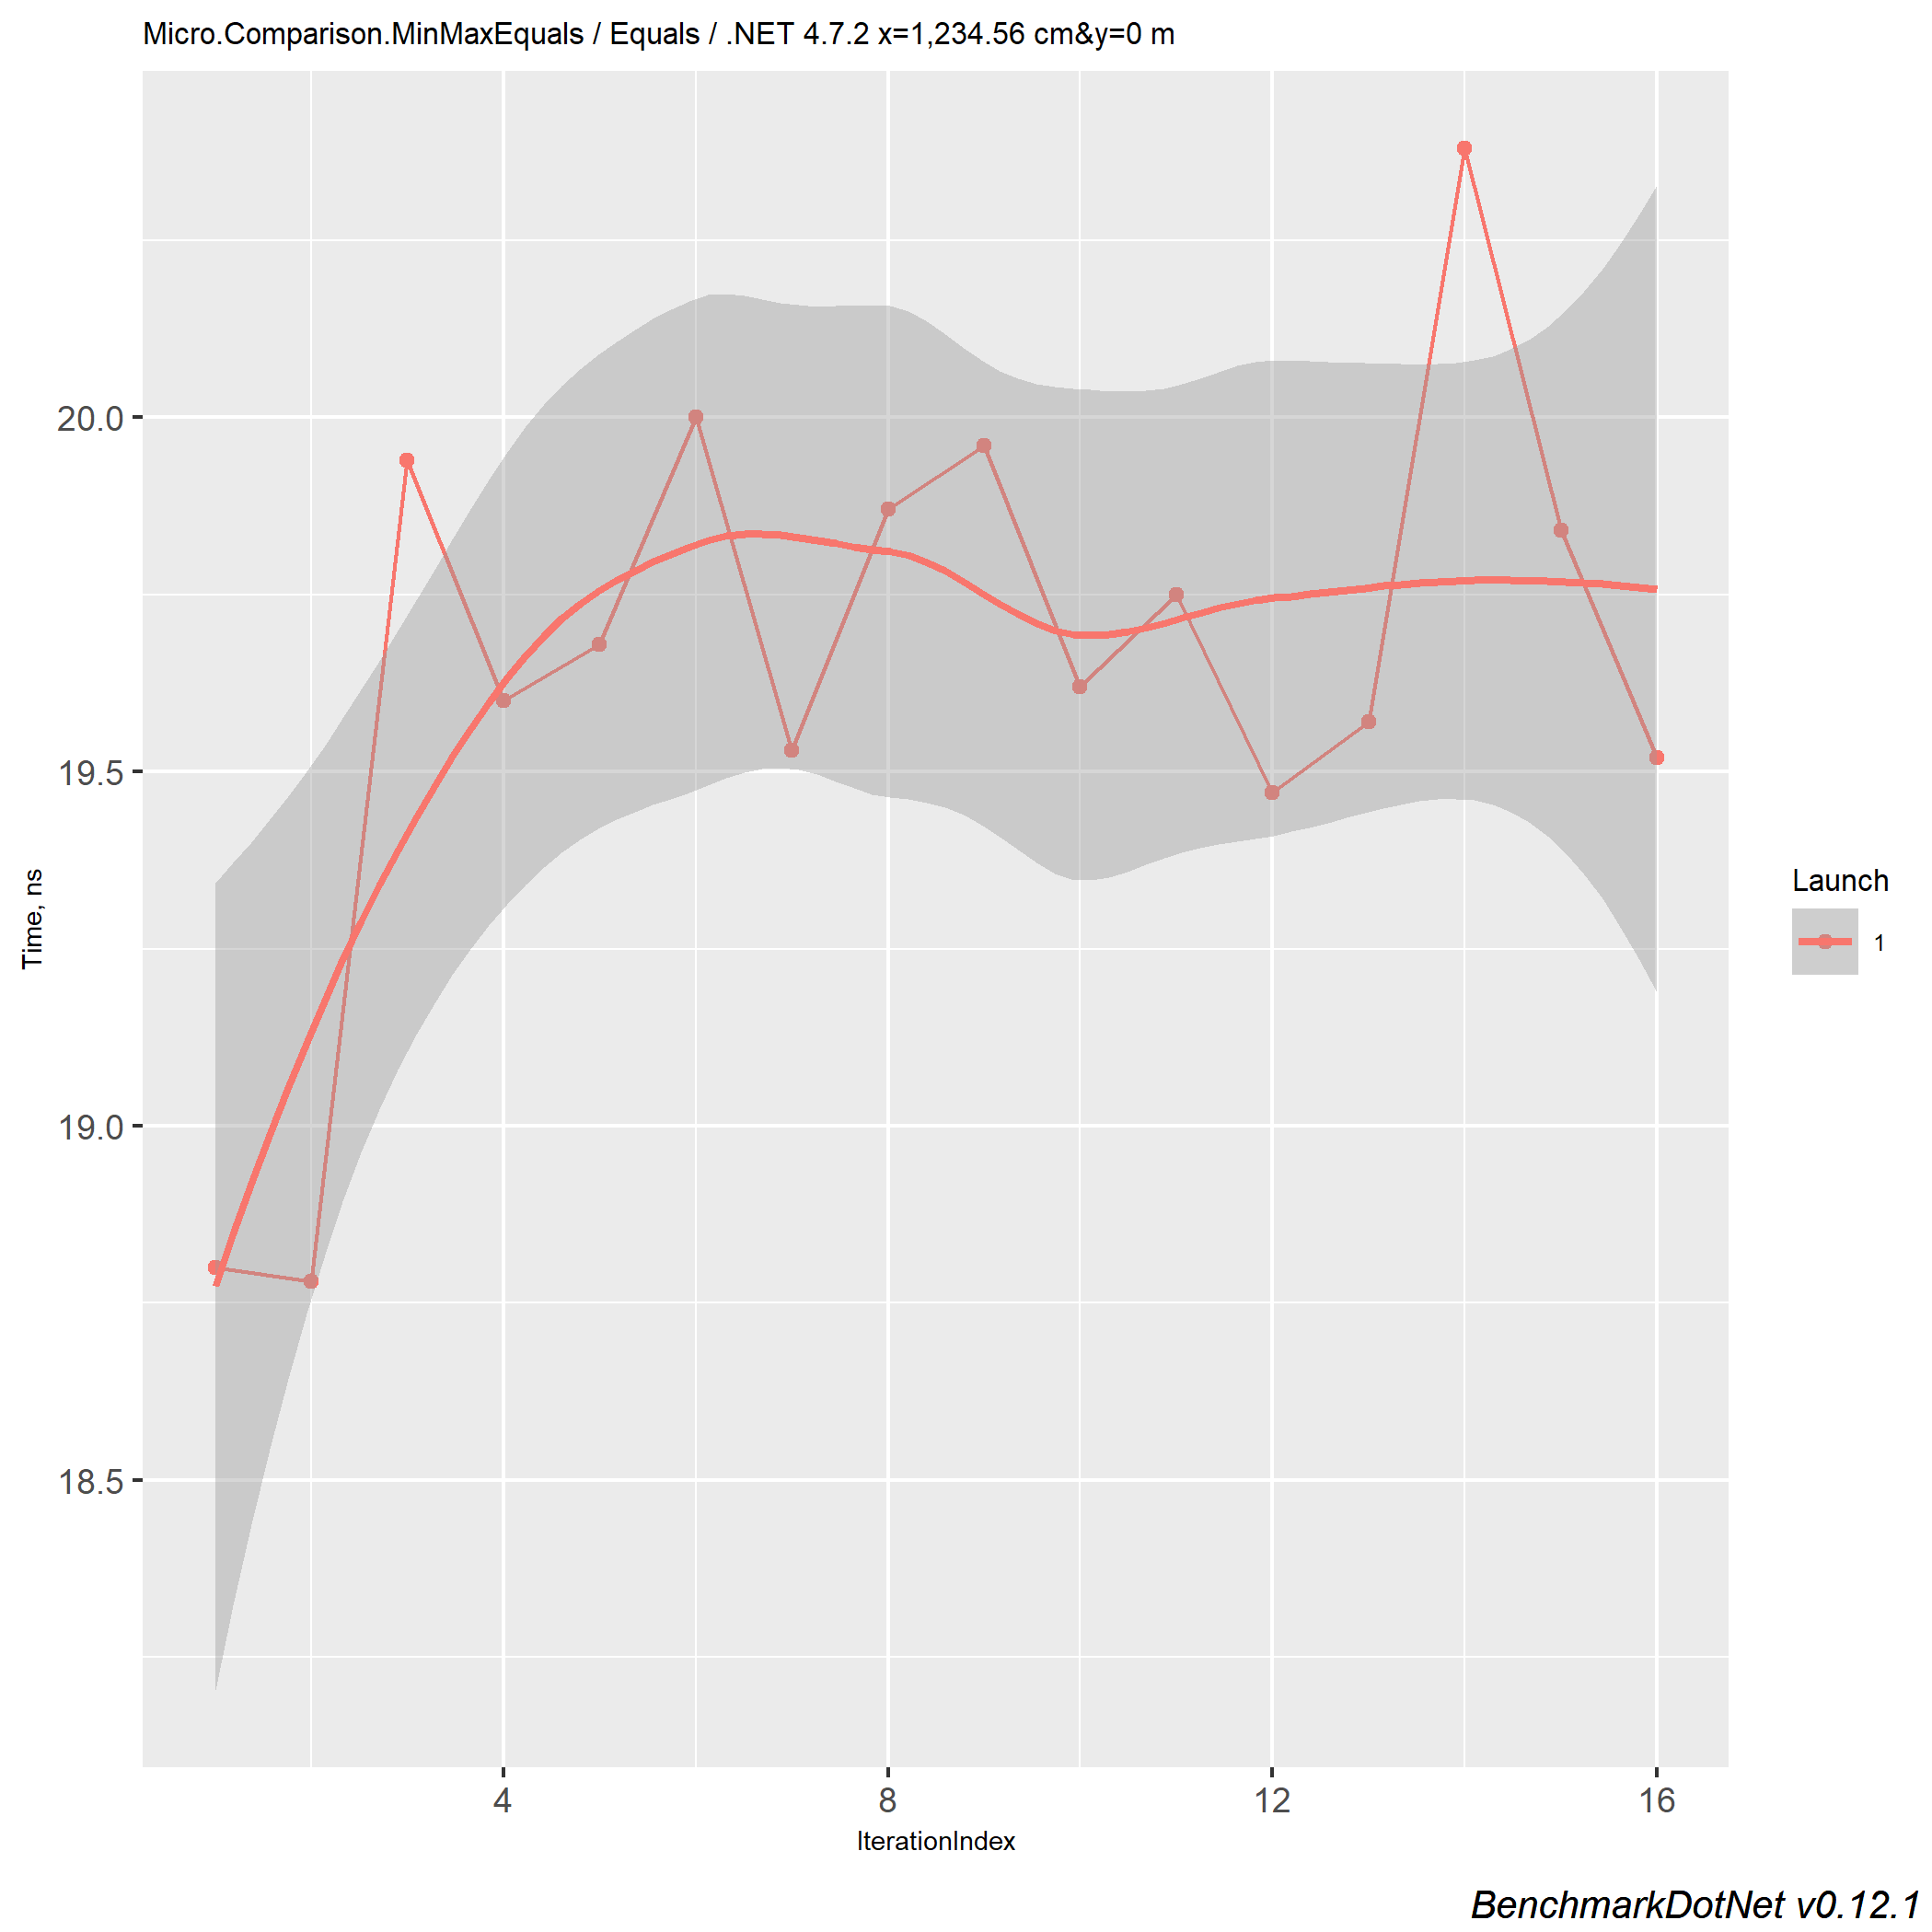 Micro.Comparison.MinMaxEquals / Equals / .NET 4.7.2 x=1,234.56 cm&y=0 m
20.0
19.5
19.0
18.5
Time, ns
4
8
12
16
IterationIndex
Launch
1
BenchmarkDotNet v0.12.1